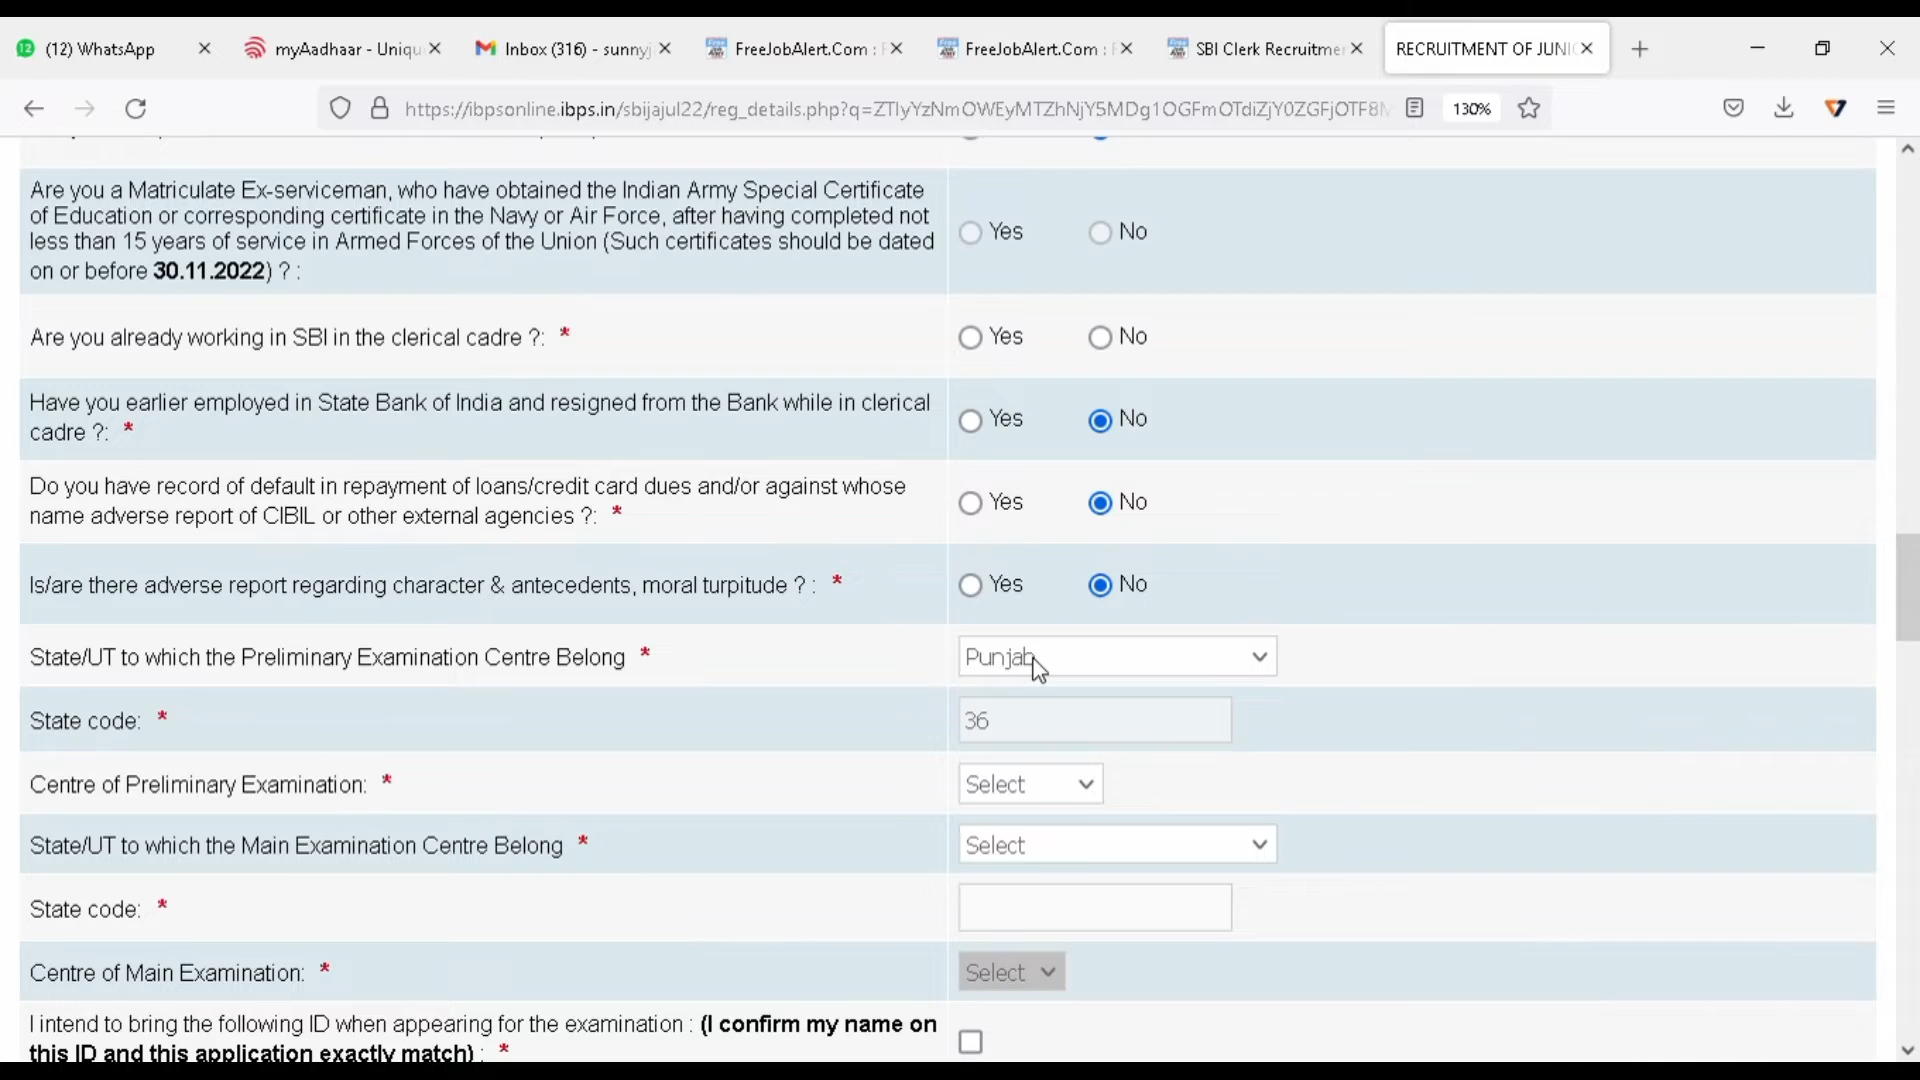 (12) WhatsApp
myAadhaar - Uniqu
Inbox (316) - sunnyj
FreeJobAlert.Com :
FreeJobAlert.Com :
SBI Clerk Recruitme
RECRUITMENT OF JUNI
https://ibpsonline.ibps.in/sbijajul22/reg_details.php?q=ZTIyYzNmOWEyMTZhNjY5MDg1OGFmOTdiZjY0ZGFjOTF8M
130%
Are you a Matriculate Ex-serviceman, who have obtained the Indian Army Special Certificate
of Education or corresponding certificate in the Navy or Air Force, after having completed not
less than 15 years of service in Armed Forces of the Union (Such certificates should be dated
on or before 30.11.2022) ? :
Yes No
Are you already working in SBI in the clerical cadre ?: *
Yes No
Have you earlier employed in State Bank of India and resigned from the Bank while in clerical
cadre ?: *
Yes No
Do you have record of default in repayment of loans/credit card dues and/or against whose
name adverse report of CIBIL or other external agencies ?: *
Yes No
Is/are there adverse report regarding character & antecedents, moral turpitude ? : *
Yes No
State/UT to which the Preliminary Examination Centre Belong *
Punjab
State code: *
36
Centre of Preliminary Examination: *
Select
State/UT to which the Main Examination Centre Belong *
Select
State code: *
Centre of Main Examination: *
Select
I intend to bring the following ID when appearing for the examination : (I confirm my name on
this ID and this application exactly match) : *